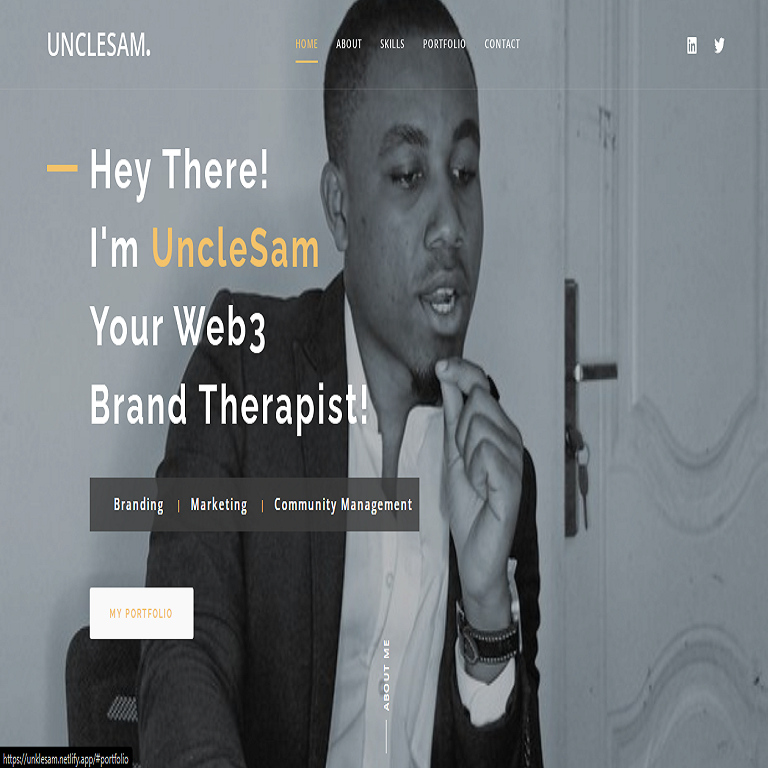 UNCLESAM.
HOME ABOUT SKILLS PORTFOLIO CONTACT
Hey There!
I'm UncleSam
Your Web3
Brand Therapist!
Branding | Marketing | Community Management
MY PORTFOLIO
ABOUT ME
https://unklesam.netlify.app/#portfolio